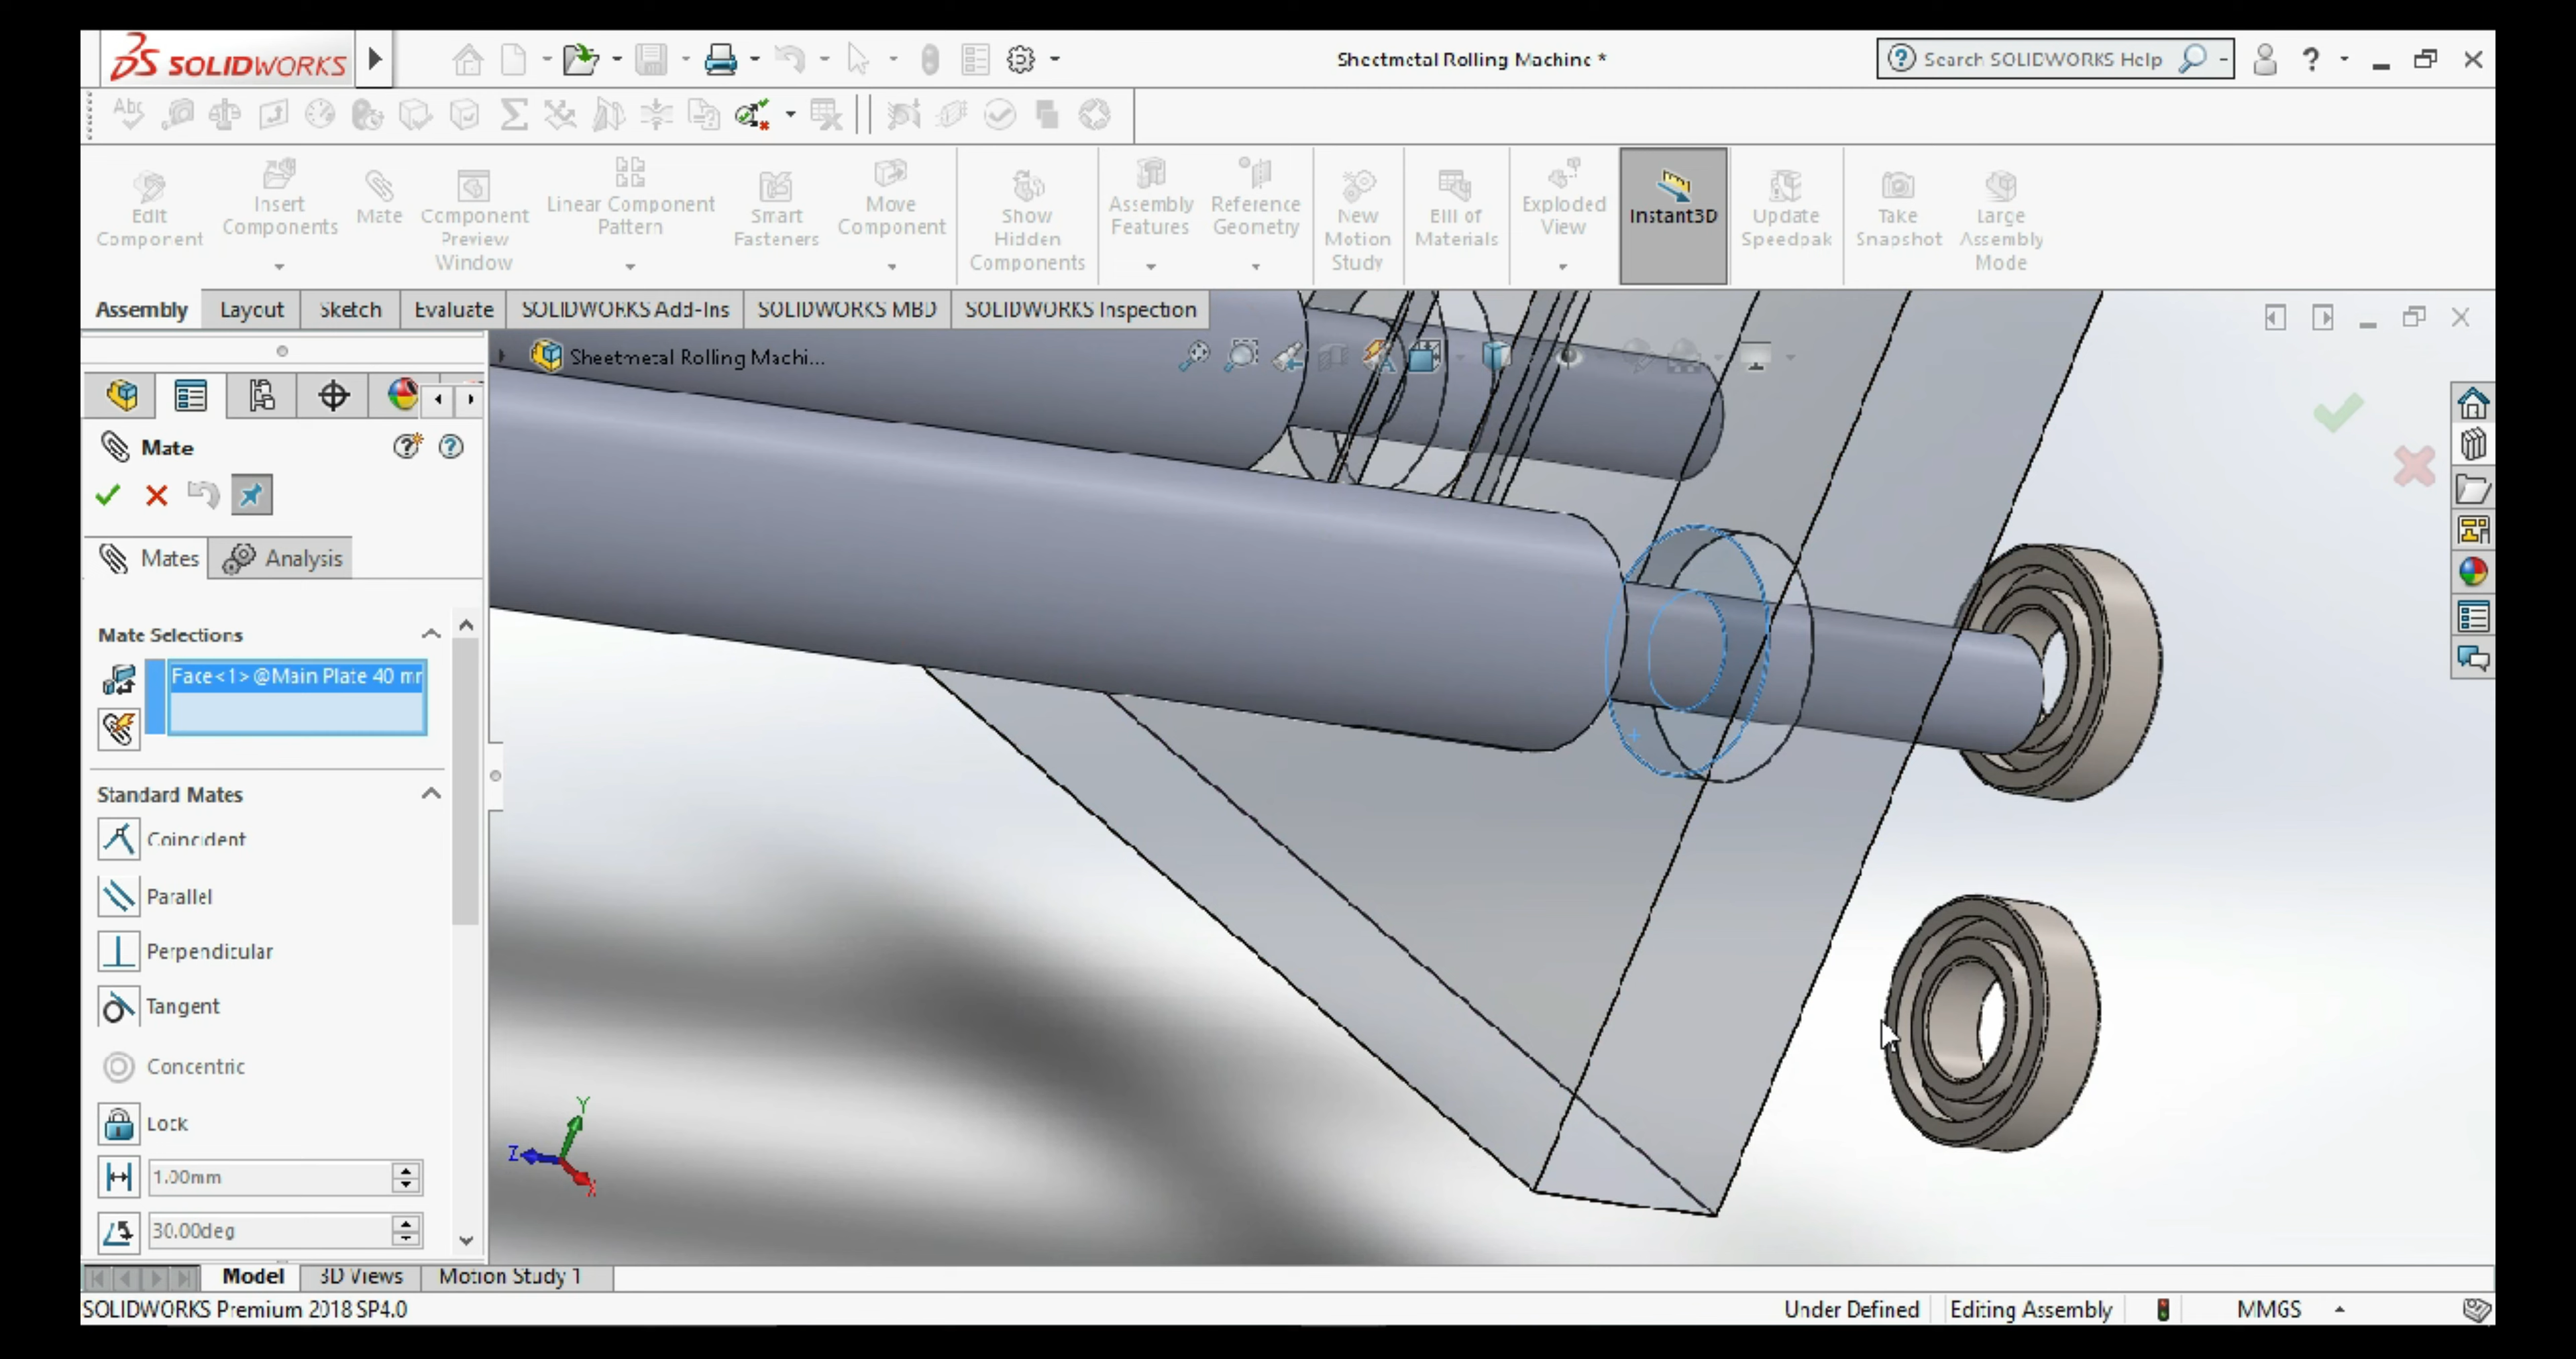 SOLIDWORKS
Sheetmetal Rolling Machine *
Search SOLIDWORKS Help
Abc
Edit Component
Insert Components
Mate
Component Preview Window
Linear Component Pattern
Smart Fasteners
Move Component
Show Hidden Components
Assembly Features
Reference Geometry
New Motion Study
Bill of Materials
Exploded View
Instant3D
Update Speedpak
Take Snapshot
Large Assembly Mode
Assembly Layout Sketch Evaluate SOLIDWORKS Add-Ins SOLIDWORKS MBD SOLIDWORKS Inspection
Sheetmetal Rolling Machi...
Mate
Mates Analysis
Mate Selections
Face<1>@Main Plate 40 mr
Standard Mates
Coincident
Parallel
Perpendicular
Tangent
Concentric
Lock
1.00mm
30.00deg
Y
Z
X
Model 3D Views Motion Study 1
SOLIDWORKS Premium 2018 SP4.0
Under Defined Editing Assembly MMGS